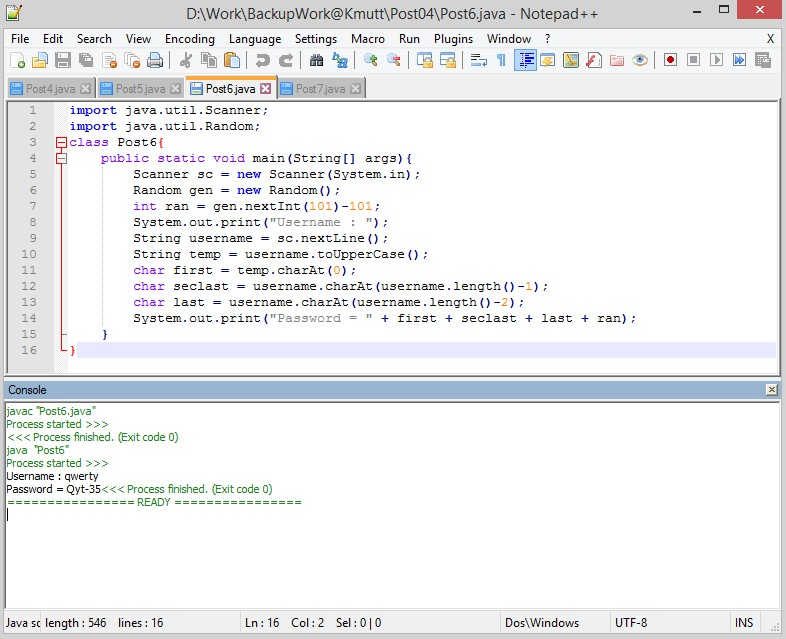 D:\Work\BackupWork@Kmutt\Post04\Post6.java - Notepad++
File Edit Search View Encoding Language Settings Macro Run Plugins Window ? X
Post4.java Post5.java Post6.java Post7.java
1 import java.util.Scanner;
2 import java.util.Random;
3 class Post6{
4 public static void main(String[] args){
5 Scanner sc = new Scanner(System.in);
6 Random gen = new Random();
7 int ran = gen.nextInt(101)-101;
8 System.out.print("Username : ");
9 String username = sc.nextLine();
10 String temp = username.toUpperCase();
11 char first = temp.charAt(0);
12 char seclast = username.charAt(username.length()-1);
13 char last = username.charAt(username.length()-2);
14 System.out.print("Password = " + first + seclast + last + ran);
15 }
16 }
Console
javac "Post6.java"
Process started >>>
<<< Process finished. (Exit code 0)
java "Post6"
Process started >>>
Username : qwerty
Password = Qyt-35<<< Process finished. (Exit code 0)
================ READY ================
Java sc length : 546 lines : 16 Ln : 16 Col : 2 Sel : 0 | 0 Dos\Windows UTF-8 INS